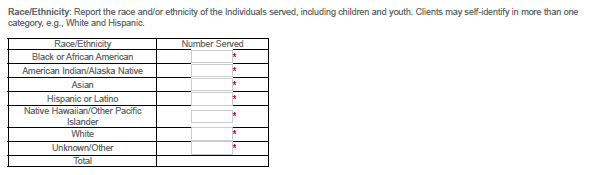 Race/Ethnicity: Report the race and/or ethnicity of the Individuals served, including children and youth. Clients may self-identify in more than one
category, e.g., White and Hispanic.
Race/Ethnicity Number Served
Black or African American *
American Indian/Alaska Native *
Asian *
Hispanic or Latino *
Native Hawaiian/Other Pacific
Islander *
White *
Unknown/Other *
Total